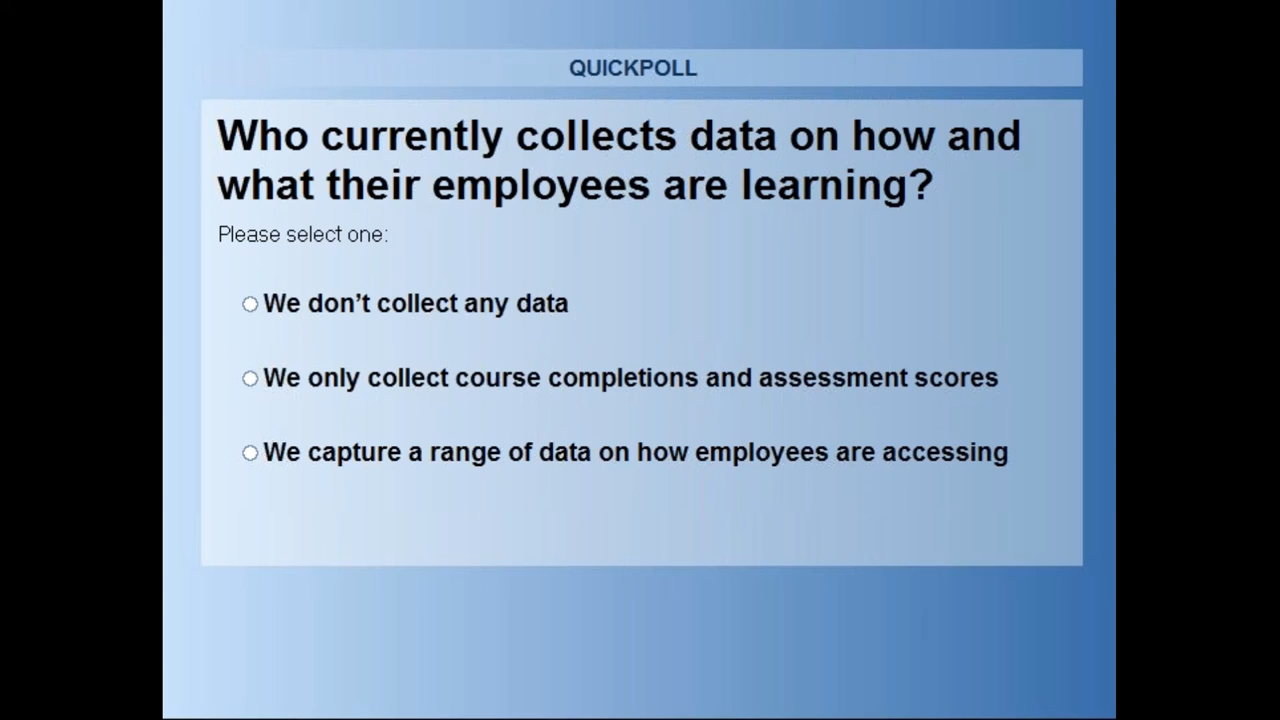 QUICKPOLL
Who currently collects data on how and
what their employees are learning?
Please select one:
We don’t collect any data
We only collect course completions and assessment scores
We capture a range of data on how employees are accessing